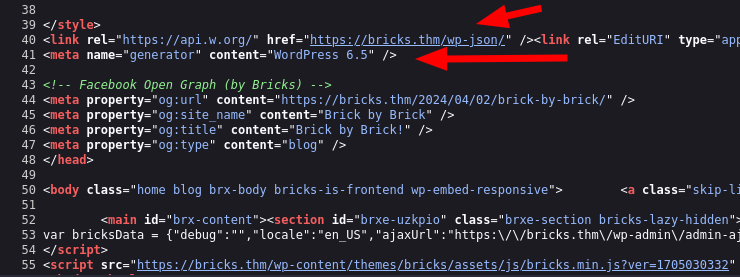 38
39 </style>
40 <link rel="https://api.w.org/" href="https://bricks.thm/wp-json/" /><link rel="EditURI" type="app
41 <meta name="generator" content="WordPress 6.5" />
42
43 <!-- Facebook Open Graph (by Bricks) -->
44 <meta property="og:url" content="https://bricks.thm/2024/04/02/brick-by-brick/" />
45 <meta property="og:site_name" content="Brick by Brick" />
46 <meta property="og:title" content="Brick by Brick!" />
47 <meta property="og:type" content="blog" />
48 </head>
49
50 <body class="home blog brx-body bricks-is-frontend wp-embed-responsive">        <a class="skip-li
51
52         <main id="brx-content"><section id="brxe-uzkpio" class="brxe-section bricks-lazy-hidden">
53 var bricksData = {"debug":"","locale":"en_US","ajaxUrl":"https:\/\/bricks.thm\/wp-admin\/admin-aj
54 </script>
55 <script src="https://bricks.thm/wp-content/themes/bricks/assets/js/bricks.min.js?ver=1705030332"